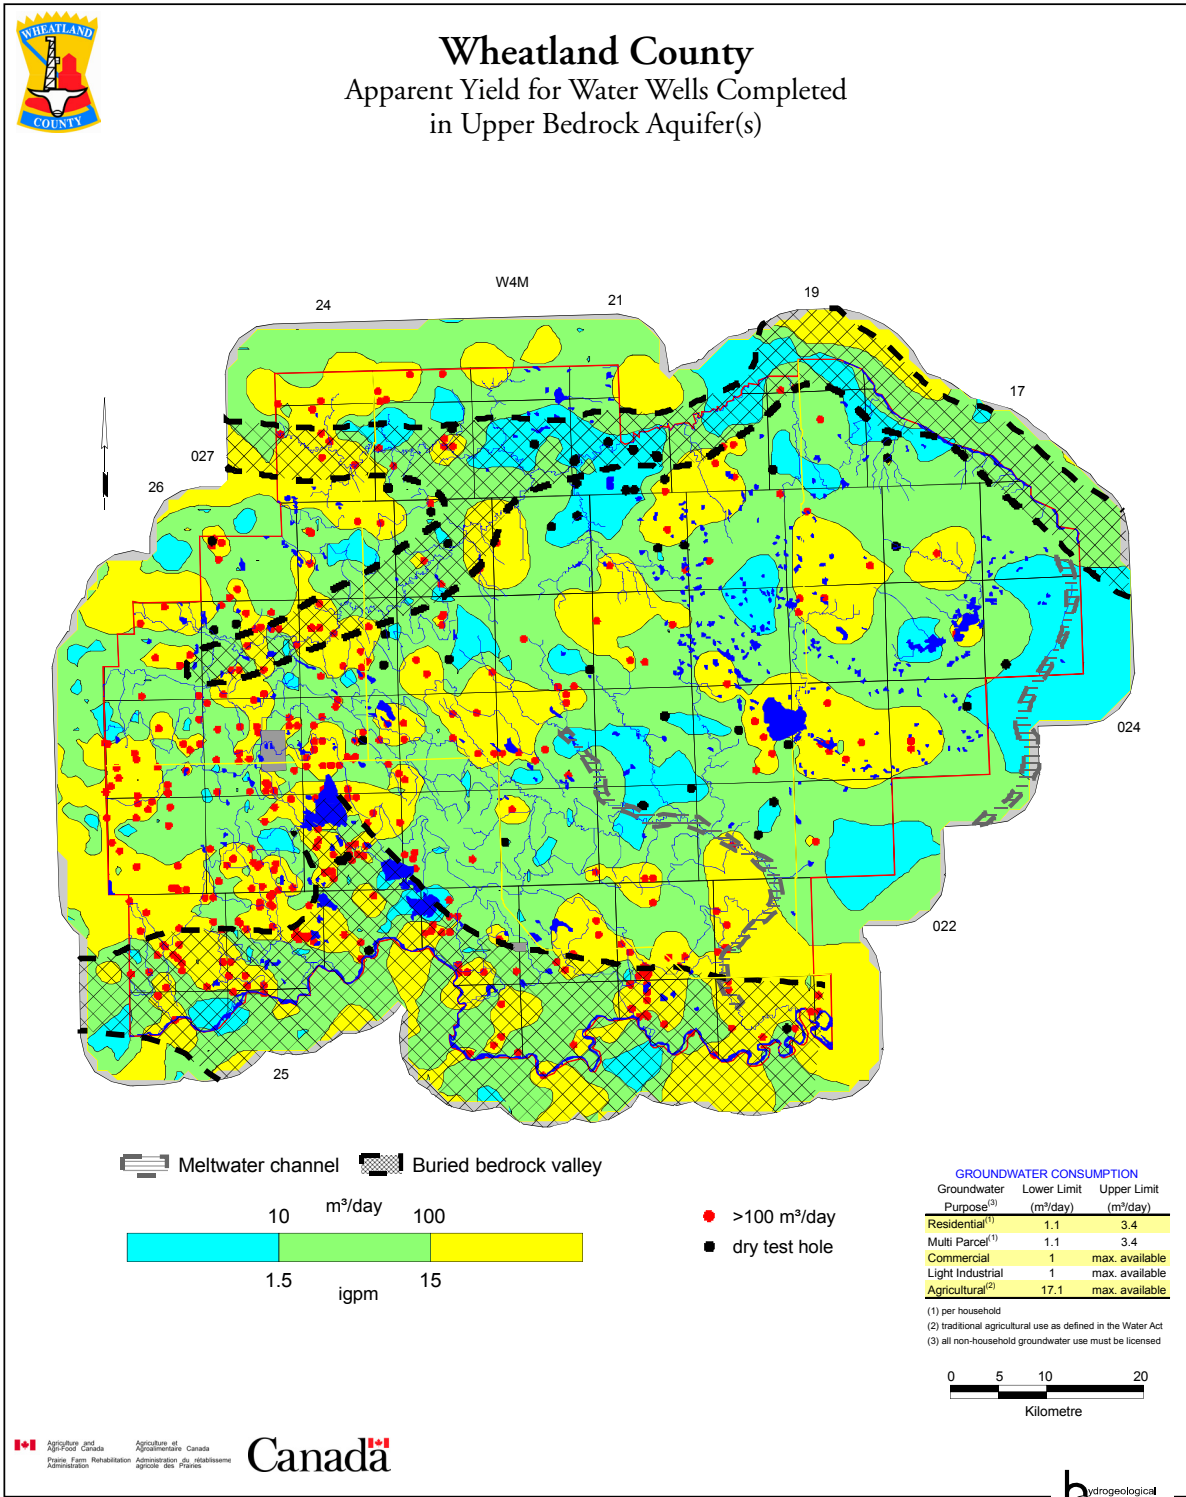 WHEATLAND
COUNTY
Wheatland County
Apparent Yield for Water Wells Completed
in Upper Bedrock Aquifer(s)
W4M
24
21
19
17
027
26
024
022
25
Meltwater channel
Buried bedrock valley
m³/day
10
100
1.5
15
igpm
>100 m³/day
dry test hole
GROUNDWATER CONSUMPTION
Groundwater Lower Limit Upper Limit
Purpose(3) (m³/day) (m³/day)
Residential(1) 1.1 3.4
Multi Parcel(1) 1.1 3.4
Commercial 1 max. available
Light Industrial 1 max. available
Agricultural(2) 17.1 max. available
(1) per household
(2) traditional agricultural use as defined in the Water Act
(3) all non-household groundwater use must be licensed
0 5 10 20
Kilometre
Agriculture and Agriculture et
Agri-Food Canada Agroalimentaire Canada
Prairie Farm Rehabilitation Administration du rétablisseme
Administration agricole des Prairies
Canada
hydrogeological